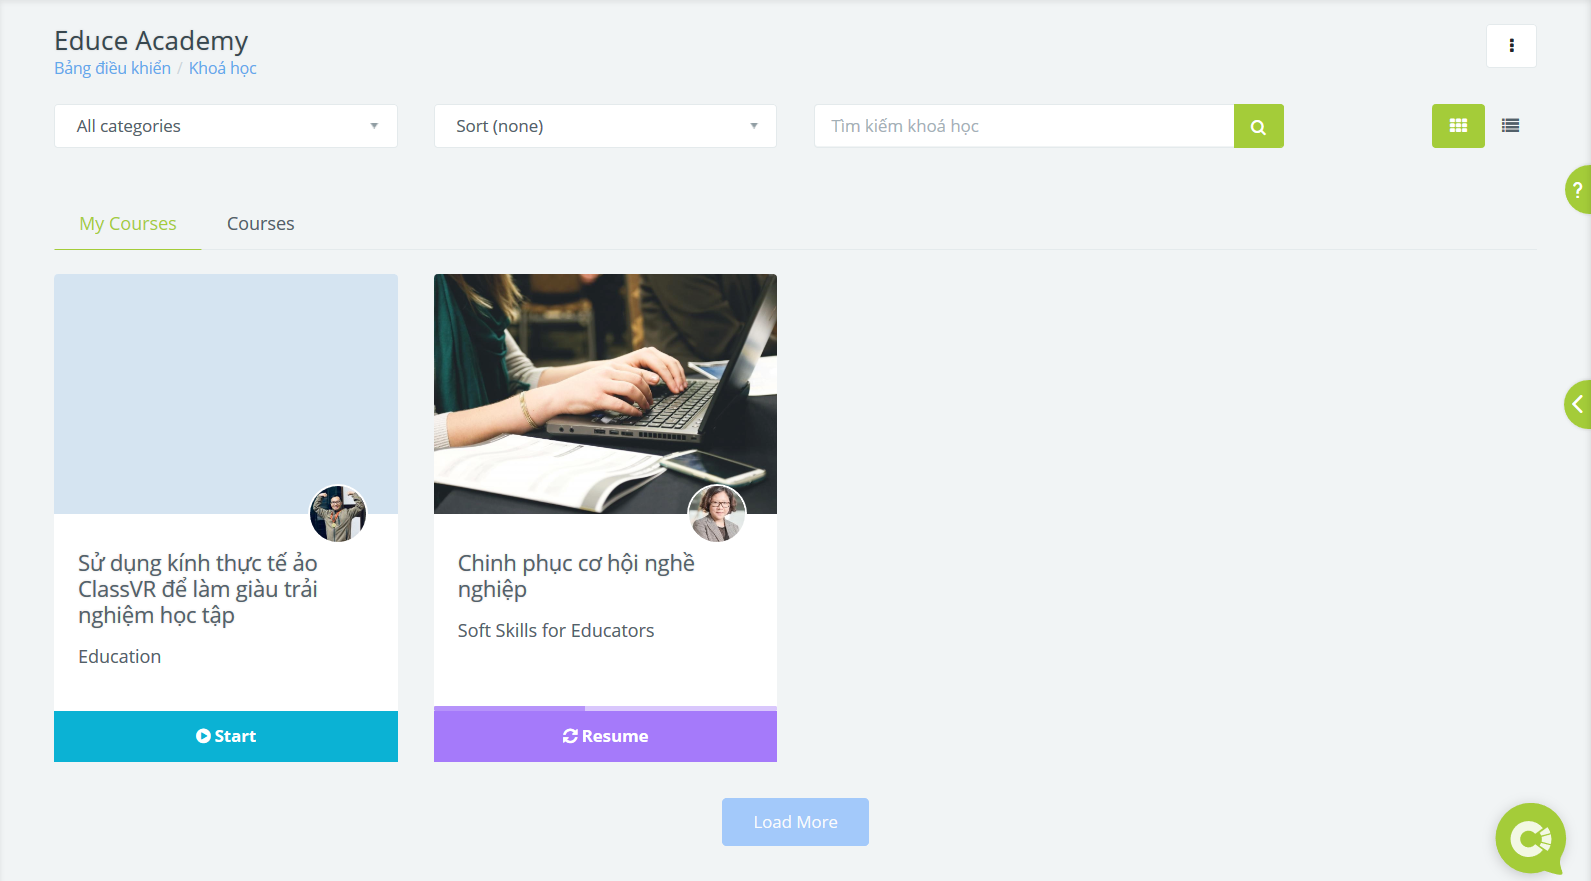 Educe Academy
Bảng điều khiển / Khoá học
All categories
Sort (none)
Tìm kiếm khoá học
?
My Courses
Courses
Sử dụng kính thực tế ảo
ClassVR để làm giàu trải
nghiệm học tập
Education
Start
Chinh phục cơ hội nghề
nghiệp
Soft Skills for Educators
Resume
Load More